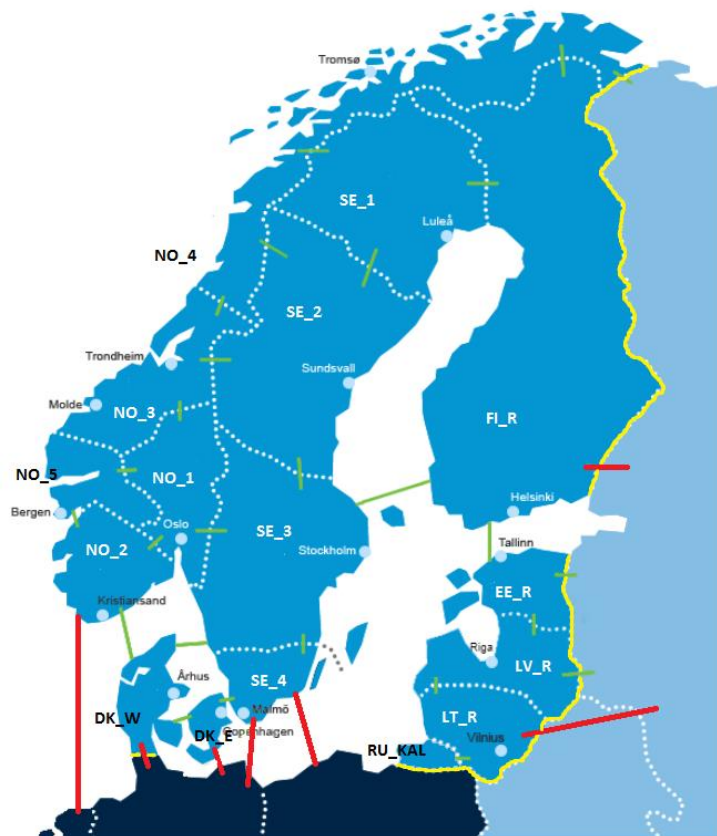 Tromsø
SE_1
Luleå
NO_4
SE_2
Trondheim
Sundsvall
Molde
NO_3
FI_R
NO_5
NO_1
Bergen
Helsinki
Oslo
SE_3
NO_2
Stockholm
Tallinn
EE_R
Kristiansand
Riga
LV_R
Århus
SE_4
DK_W
Malmö
LT_R
DK_E
Copenhagen
RU_KAL
Vilnius